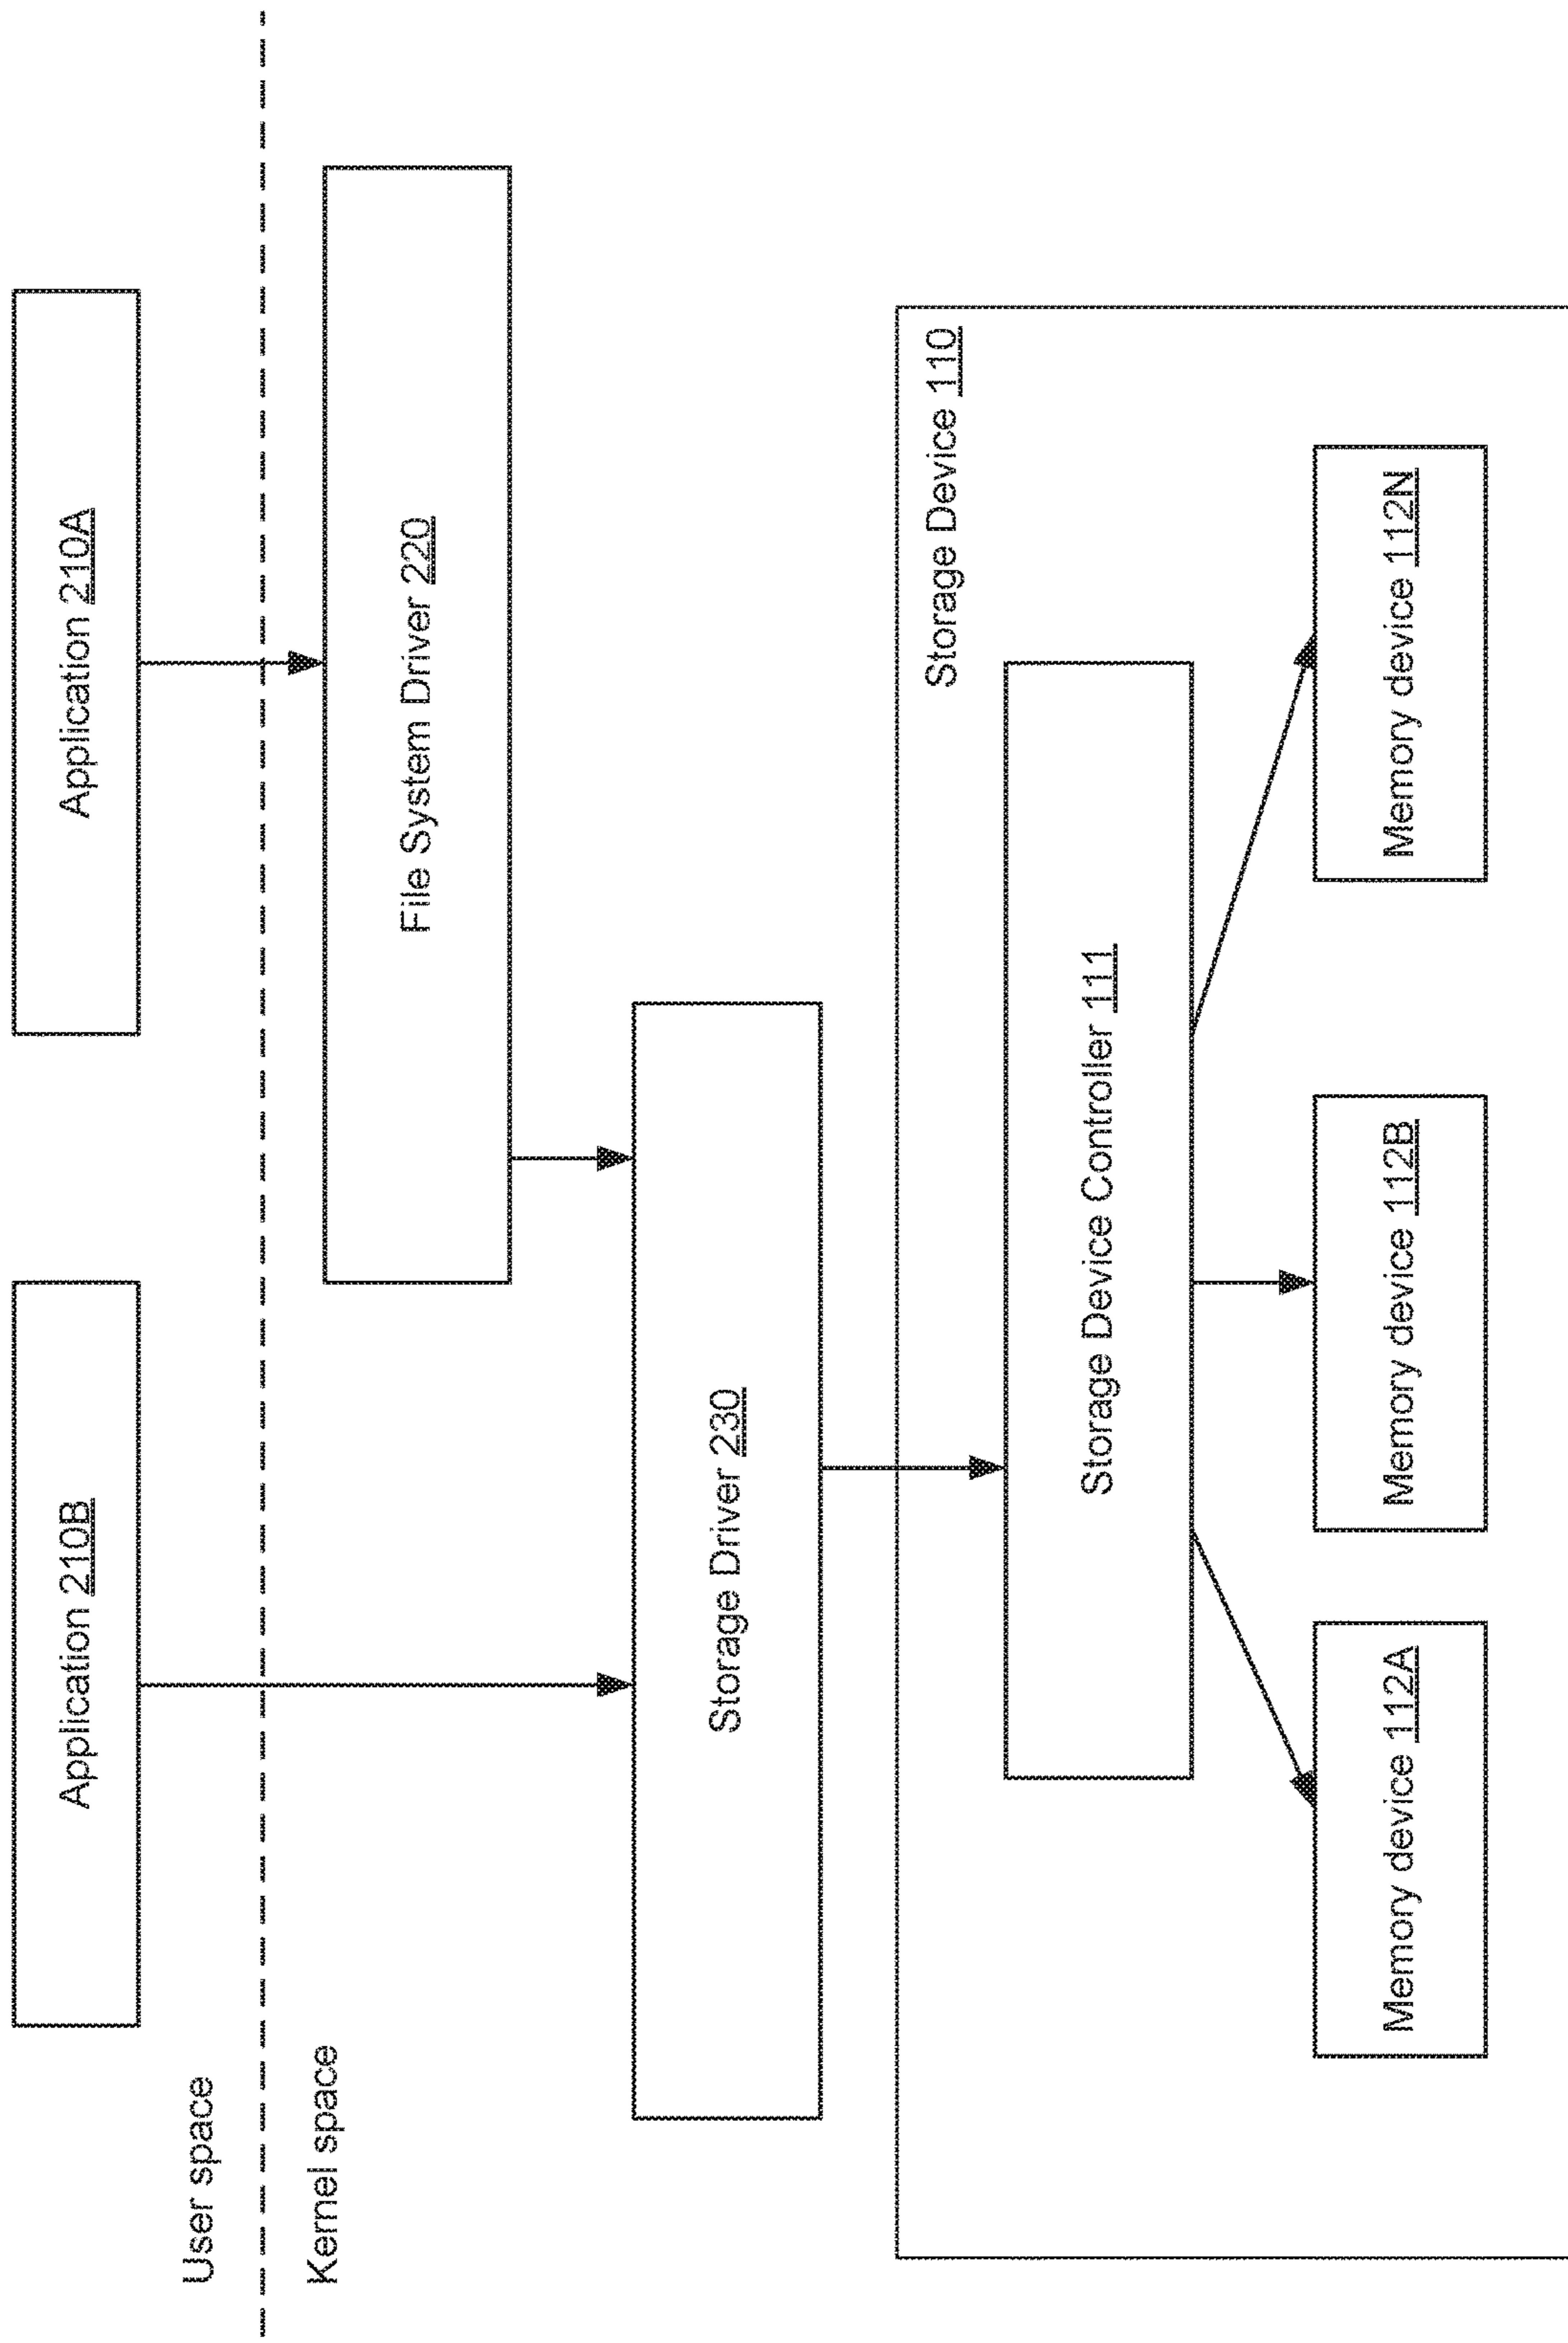 Application 210B
Application 210A
User space
Kernel space
File System Driver 220
Storage Driver 230
Storage Device 110
Storage Device Controller 111
Memory device 112A
Memory device 112B
Memory device 112N